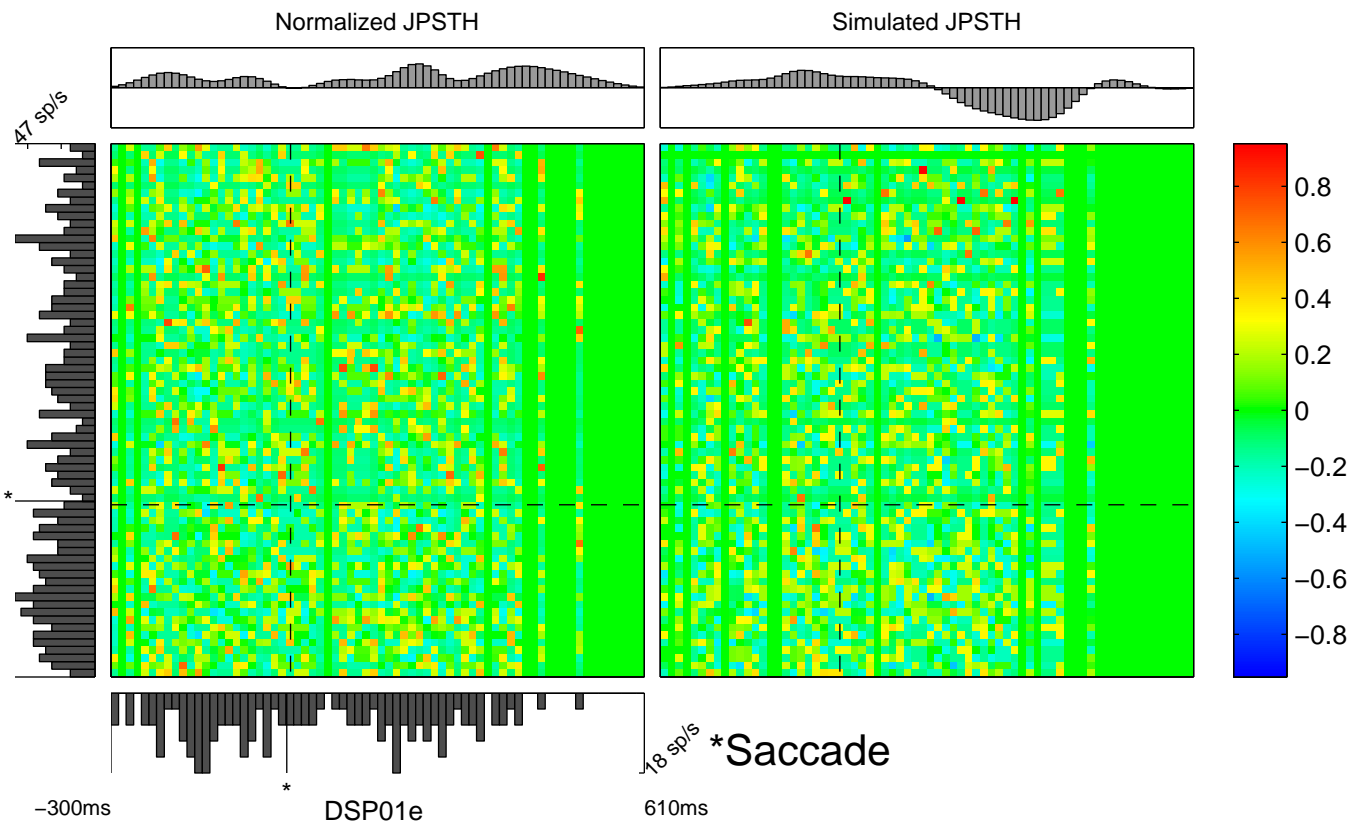 Normalized JPSTH
Simulated JPSTH
47 sp/s
0.8
0.6
0.4
0.2
0
−0.2
−0.4
−0.6
−0.8
*
18 sp/s
*Saccade
*
−300ms
DSP01e
610ms